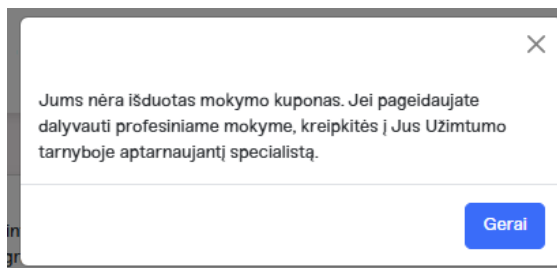 Jums nėra išduotas mokymo kuponas. Jei pageidaujate
dalyvauti profesiniame mokyme, kreipkitės į Jus Užimtumo
tarnyboje aptarnaujantį specialistą.
Gerai